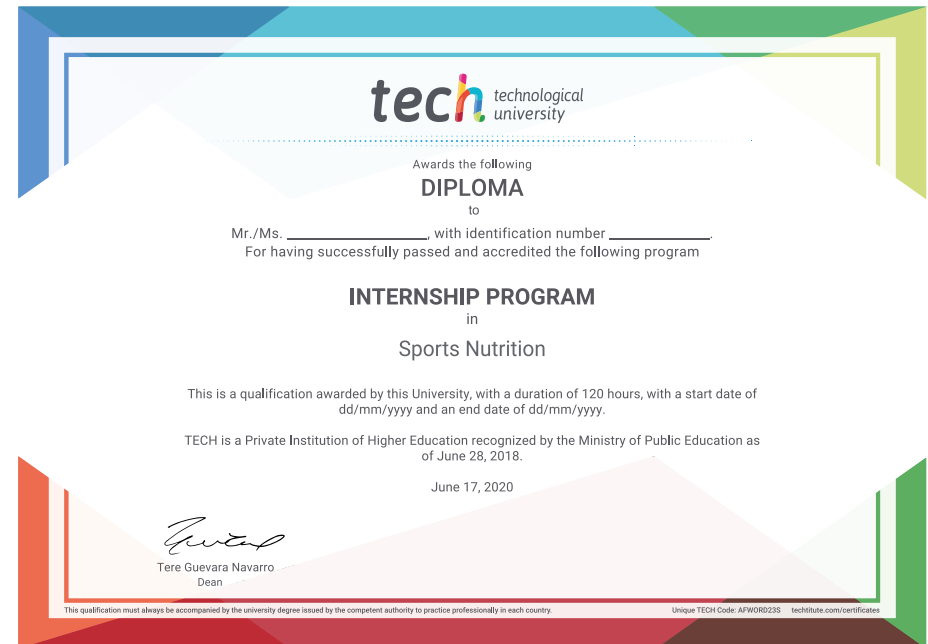 tech technological
university
Awards the following
DIPLOMA
to
Mr./Ms. ____________________, with identification number ______________.
For having successfully passed and accredited the following program
INTERNSHIP PROGRAM
in
Sports Nutrition
This is a qualification awarded by this University, with a duration of 120 hours, with a start date of
dd/mm/yyyy and an end date of dd/mm/yyyy.
TECH is a Private Institution of Higher Education recognized by the Ministry of Public Education as
of June 28, 2018.
June 17, 2020
Tere Guevara Navarro
Dean
This qualification must always be accompanied by the university degree issued by the competent authority to practice professionally in each country.
Unique TECH Code: AFWORD23S techtitute.com/certificates